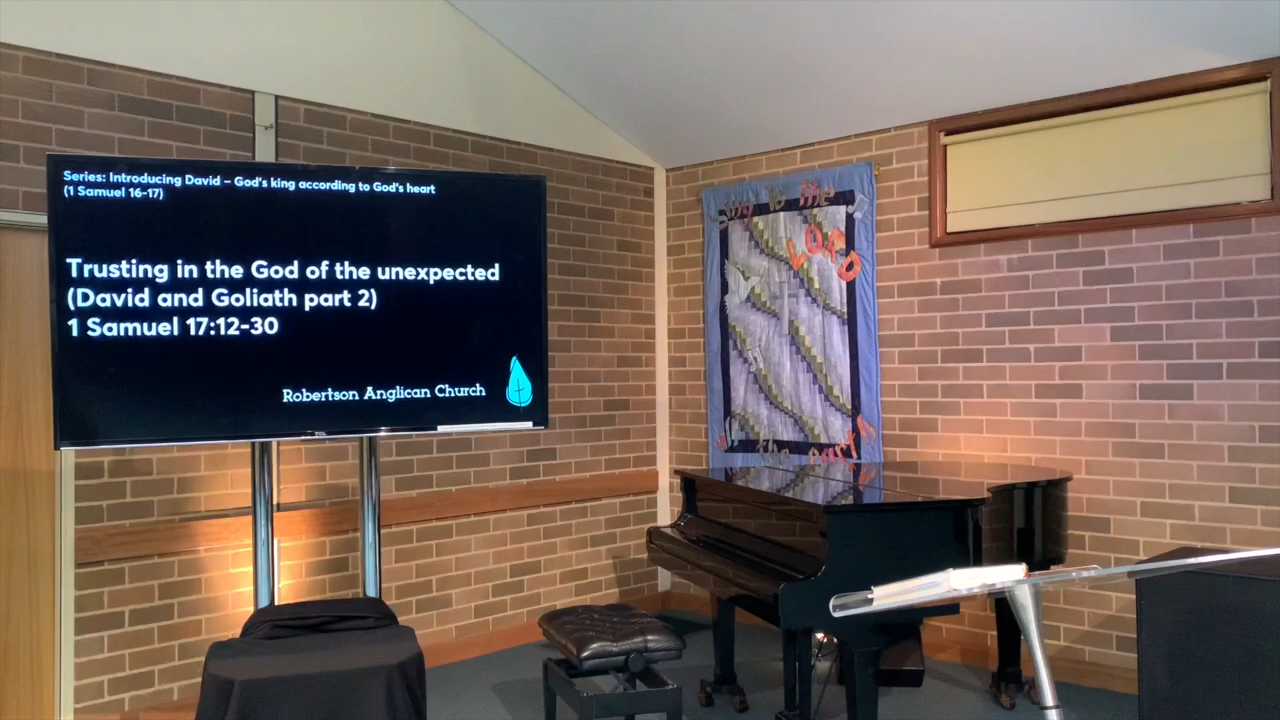 Series: Introducing David – God's king according to God's heart
(1 Samuel 16-17)
Trusting in the God of the unexpected
(David and Goliath part 2)
1 Samuel 17:12-30
Robertson Anglican Church
TCL
Sing to the
LORD
all the earth